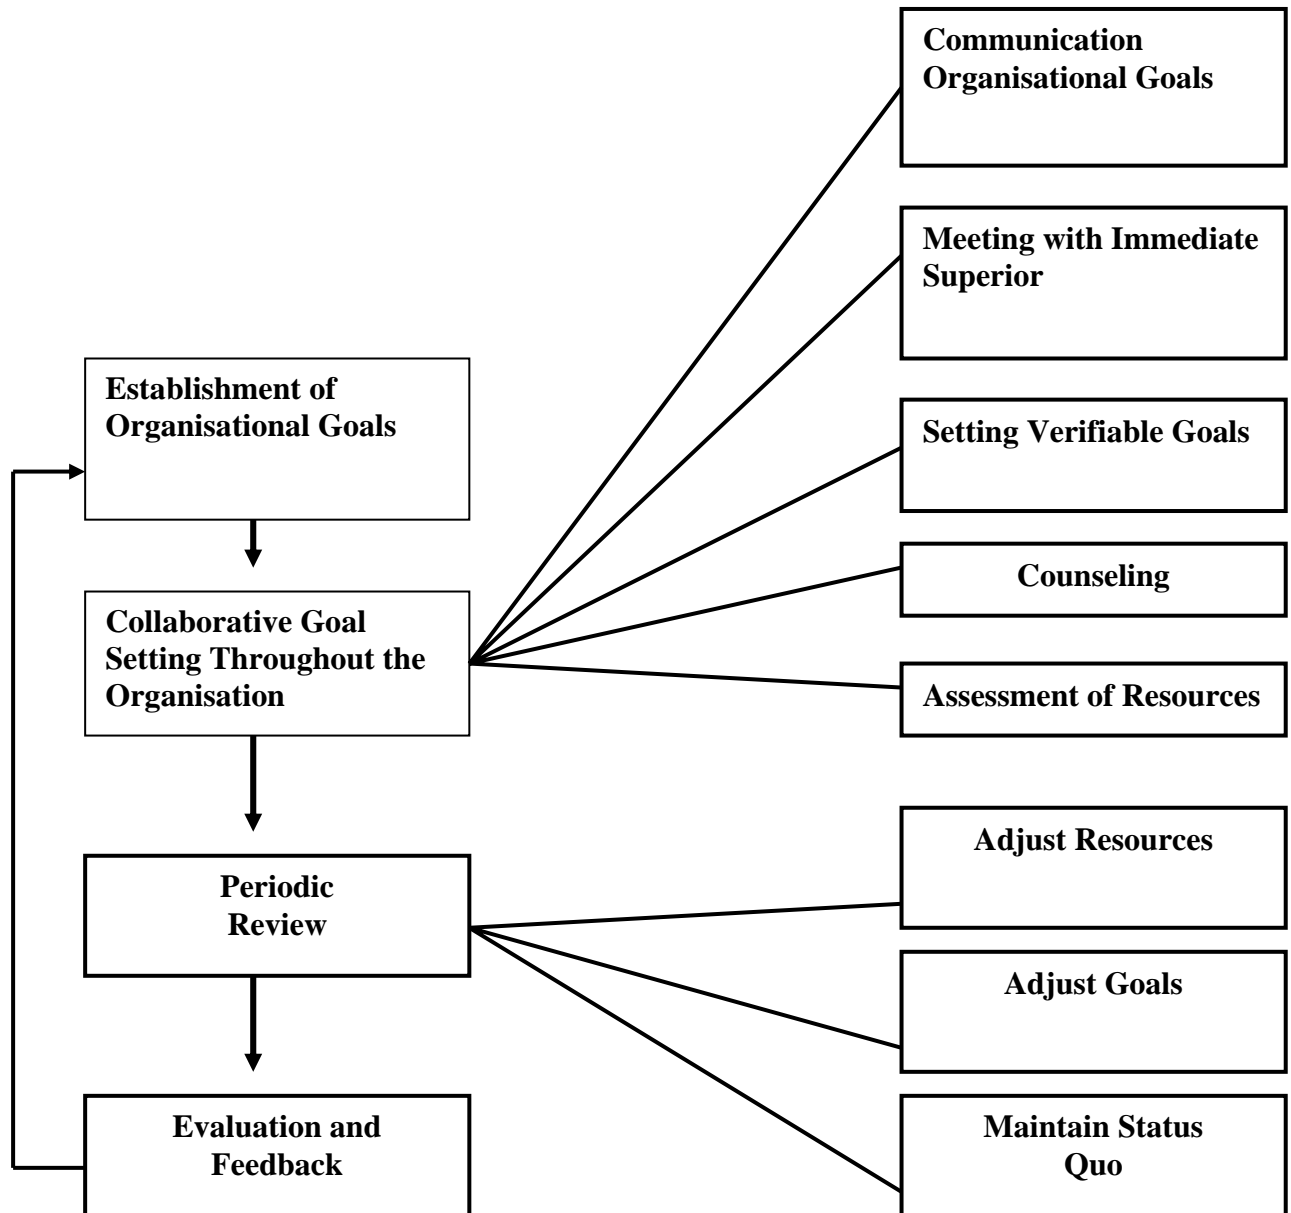 Communication
Organisational Goals
Meeting with Immediate
Superior
Establishment of
Organisational Goals
Setting Verifiable Goals
Counseling
Collaborative Goal
Setting Throughout the
Organisation
Assessment of Resources
Adjust Resources
Periodic
Review
Adjust Goals
Evaluation and
Feedback
Maintain Status
Quo